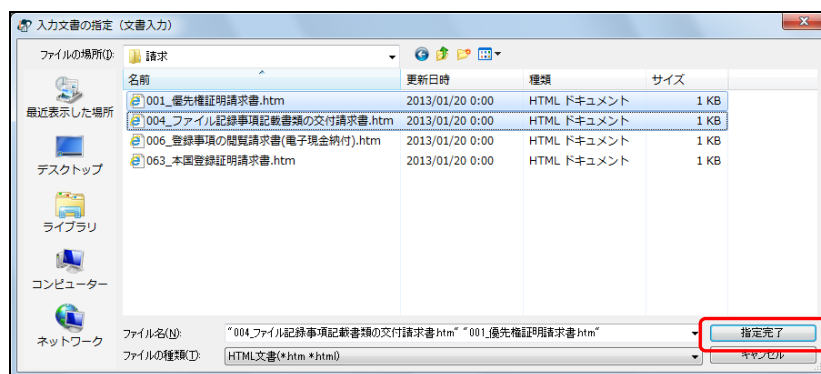 入力文書の指定（文書入力）
ファイルの場所(I):
請求
名前
更新日時
種類
サイズ
001_優先権証明請求書.htm 2013/01/20 0:00 HTML ドキュメント 1 KB
004_ファイル記録事項記載書類の交付請求書.htm 2013/01/20 0:00 HTML ドキュメント 1 KB
006_登録事項の閲覧請求書(電子現金納付).htm 2013/01/20 0:00 HTML ドキュメント 1 KB
063_本国登録証明請求書.htm 2013/01/20 0:00 HTML ドキュメント 1 KB
最近表示した場所
デスクトップ
ライブラリ
コンピューター
ネットワーク
ファイル名(N):
"004_ファイル記録事項記載書類の交付請求書.htm" "001_優先権証明請求書.htm"
指定完了
ファイルの種類(T):
HTML文書(*.htm *.html)
キャンセル